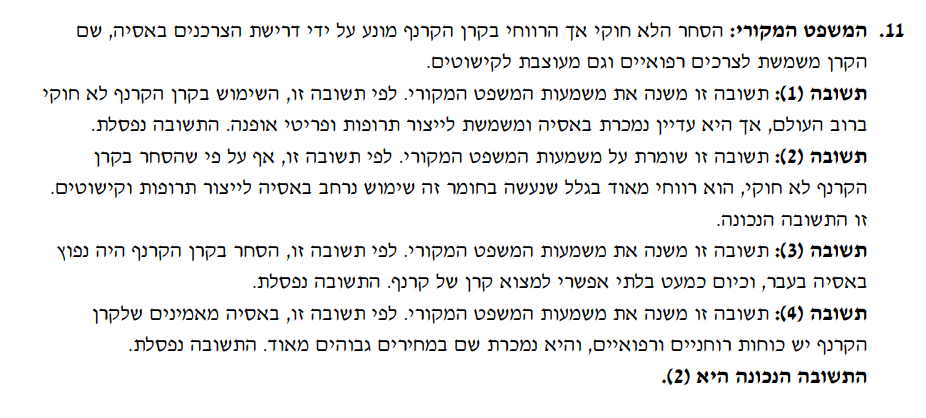 11. המשפט המקורי: הסחר הלא חוקי אך הרווחי בקרן הקרנף מונע על ידי דרישת הצרכנים באסיה, שם
הקרן משמשת לצרכים רפואיים וגם מעוצבת לקישוטים.
תשובה (1): תשובה זו משנה את משמעות המשפט המקורי. לפי תשובה זו, השימוש בקרן הקרנף לא חוקי
ברוב העולם, אך היא עדיין נמכרת באסיה ומשמשת לייצור תרופות ופריטי אופנה. התשובה נפסלת.
תשובה (2): תשובה זו שומרת על משמעות המשפט המקורי. לפי תשובה זו, אף על פי שהסחר בקרן
הקרנף לא חוקי, הוא רווחי מאוד בגלל שנעשה בחומר זה שימוש נרחב באסיה לייצור תרופות וקישוטים.
זו התשובה הנכונה.
תשובה (3): תשובה זו משנה את משמעות המשפט המקורי. לפי תשובה זו, הסחר בקרן הקרנף היה נפוץ
באסיה בעבר, וכיום כמעט בלתי אפשרי למצוא קרן של קרנף. התשובה נפסלת.
תשובה (4): תשובה זו משנה את משמעות המשפט המקורי. לפי תשובה זו, באסיה מאמינים שלקרן
הקרנף יש כוחות רוחניים ורפואיים, והיא נמכרת שם במחירים גבוהים מאוד. התשובה נפסלת.
התשובה הנכונה היא (2).